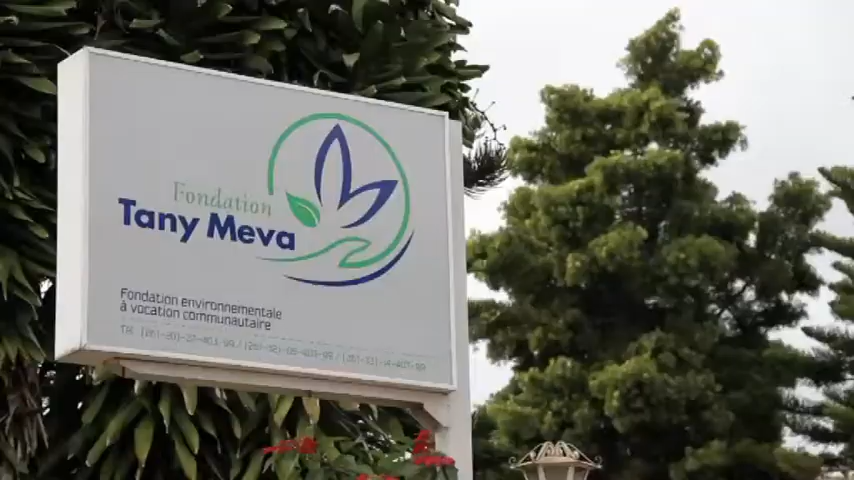 Fondation
Tany Meva
Fondation environnementale
à vocation communautaire